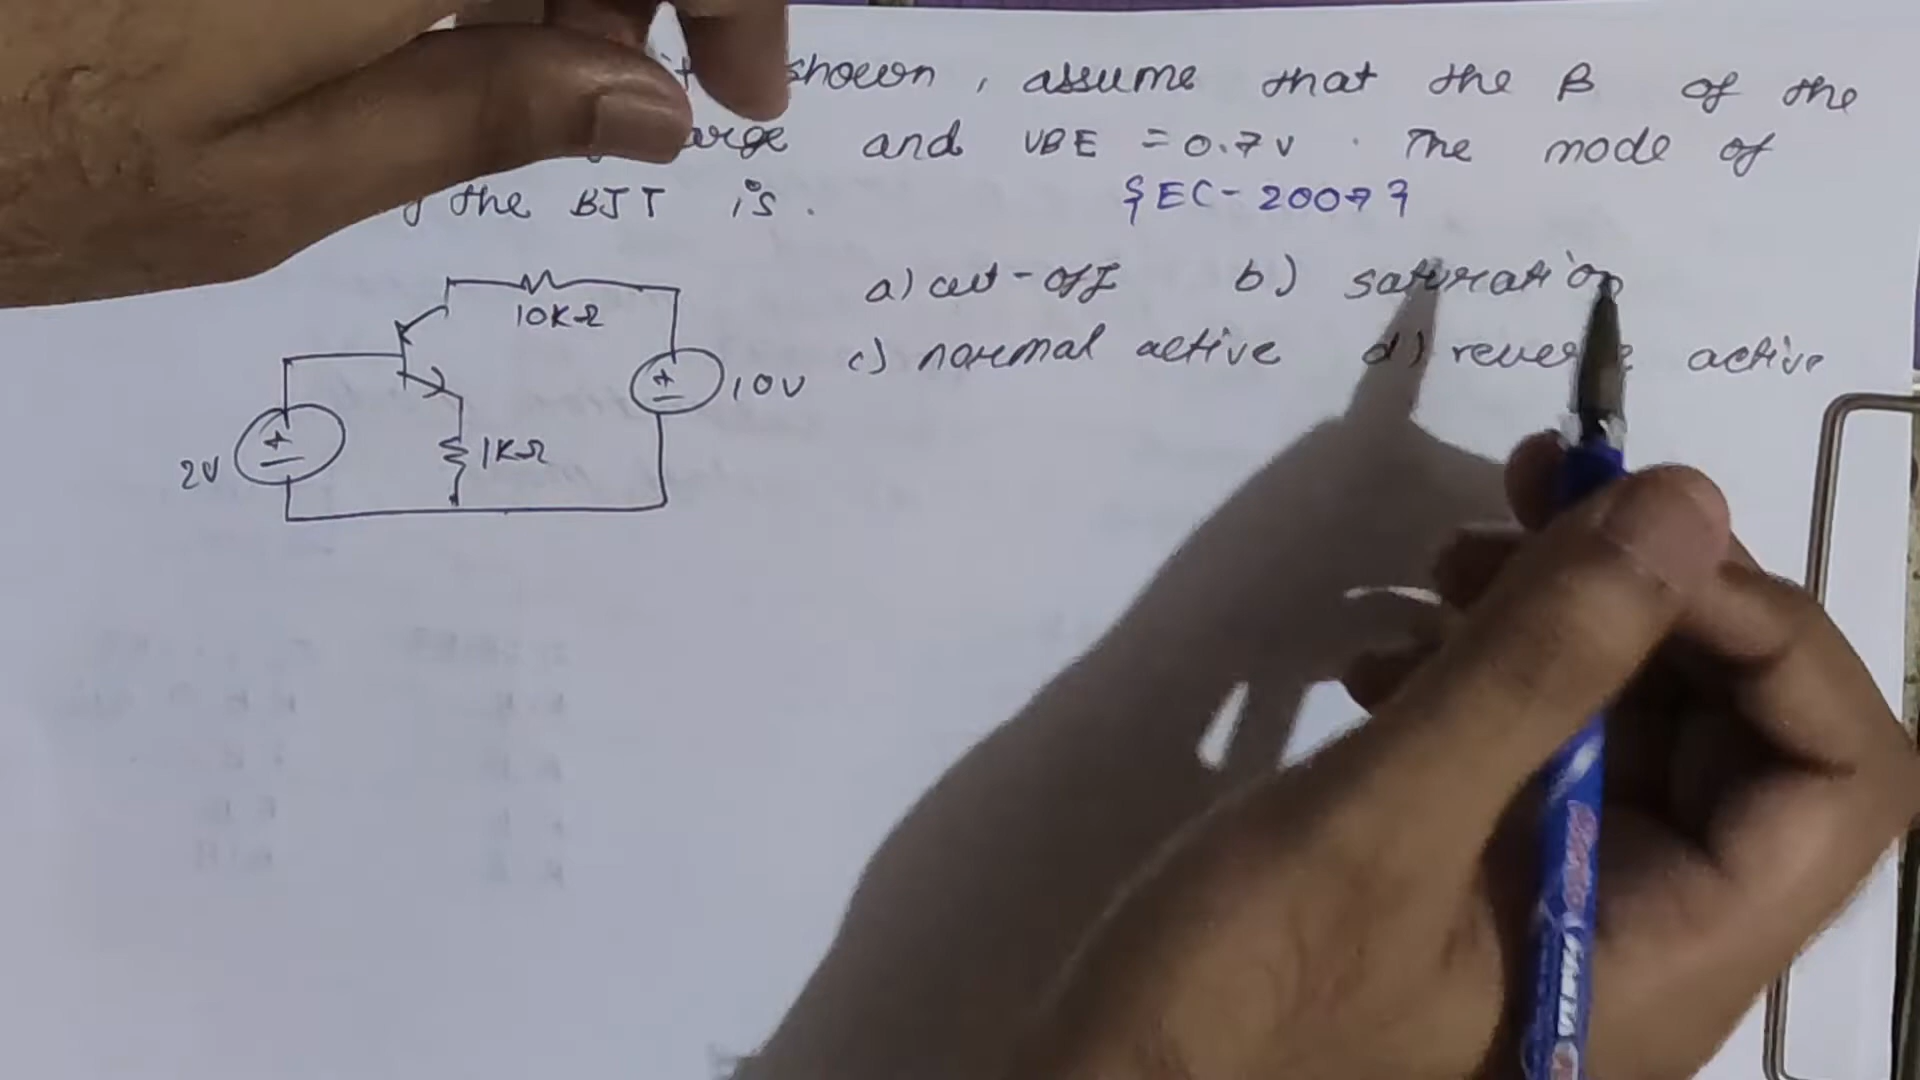 shown, assume that the β of the
and VBE = 0.7V. The mode of
the BJT is.
{EC-2007}
a) cut-off b) saturation
c) normal active d) reverse active
10KΩ
10V
1KΩ
2V